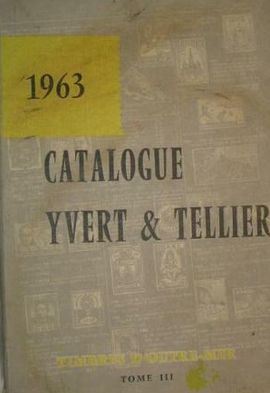 1963
CATALOGUE
YVERT & TELLIER
TIMBRES D'OUTRE-MER
TOME III